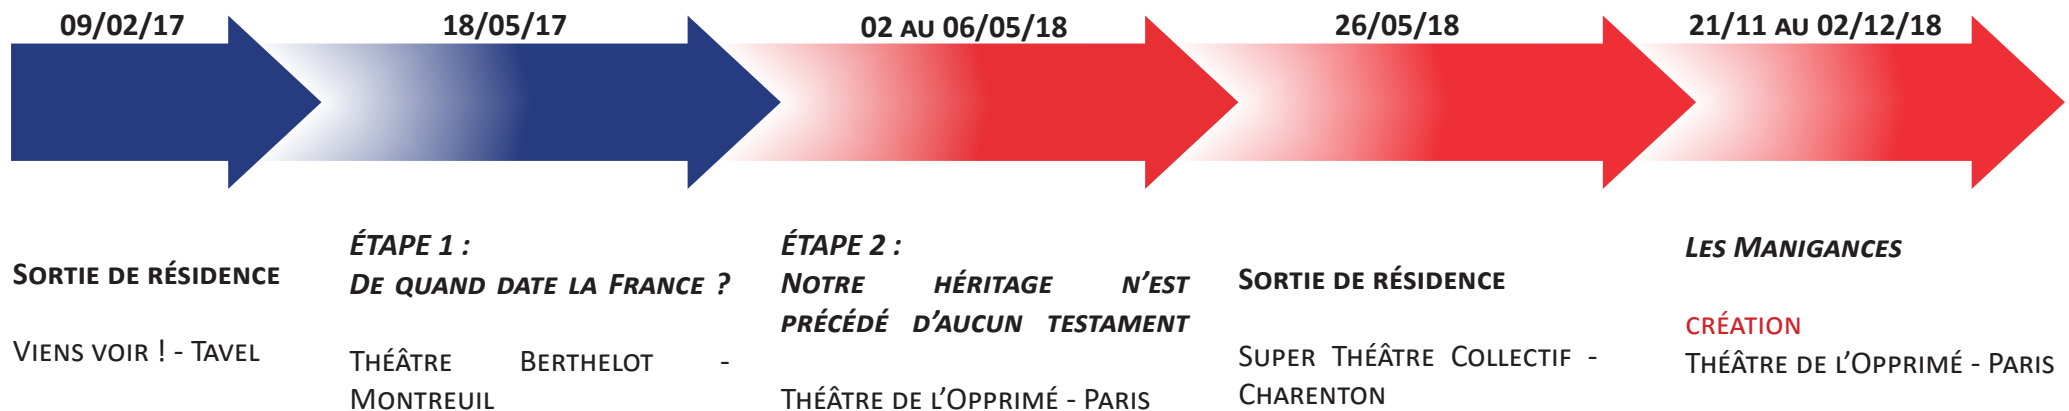 09/02/17
18/05/17
02 AU 06/05/18
26/05/18
21/11 AU 02/12/18
SORTIE DE RÉSIDENCE
VIENS VOIR ! - TAVEL
ÉTAPE 1 :
DE QUAND DATE LA FRANCE ?
THÉÂTRE BERTHELOT -
MONTREUIL
ÉTAPE 2 :
NOTRE HÉRITAGE N'EST
PRÉCÉDÉ D'AUCUN TESTAMENT
THÉÂTRE DE L'OPPRIMÉ - PARIS
SORTIE DE RÉSIDENCE
SUPER THÉÂTRE COLLECTIF -
CHARENTON
LES MANIGANCES
CRÉATION
THÉÂTRE DE L'OPPRIMÉ - PARIS